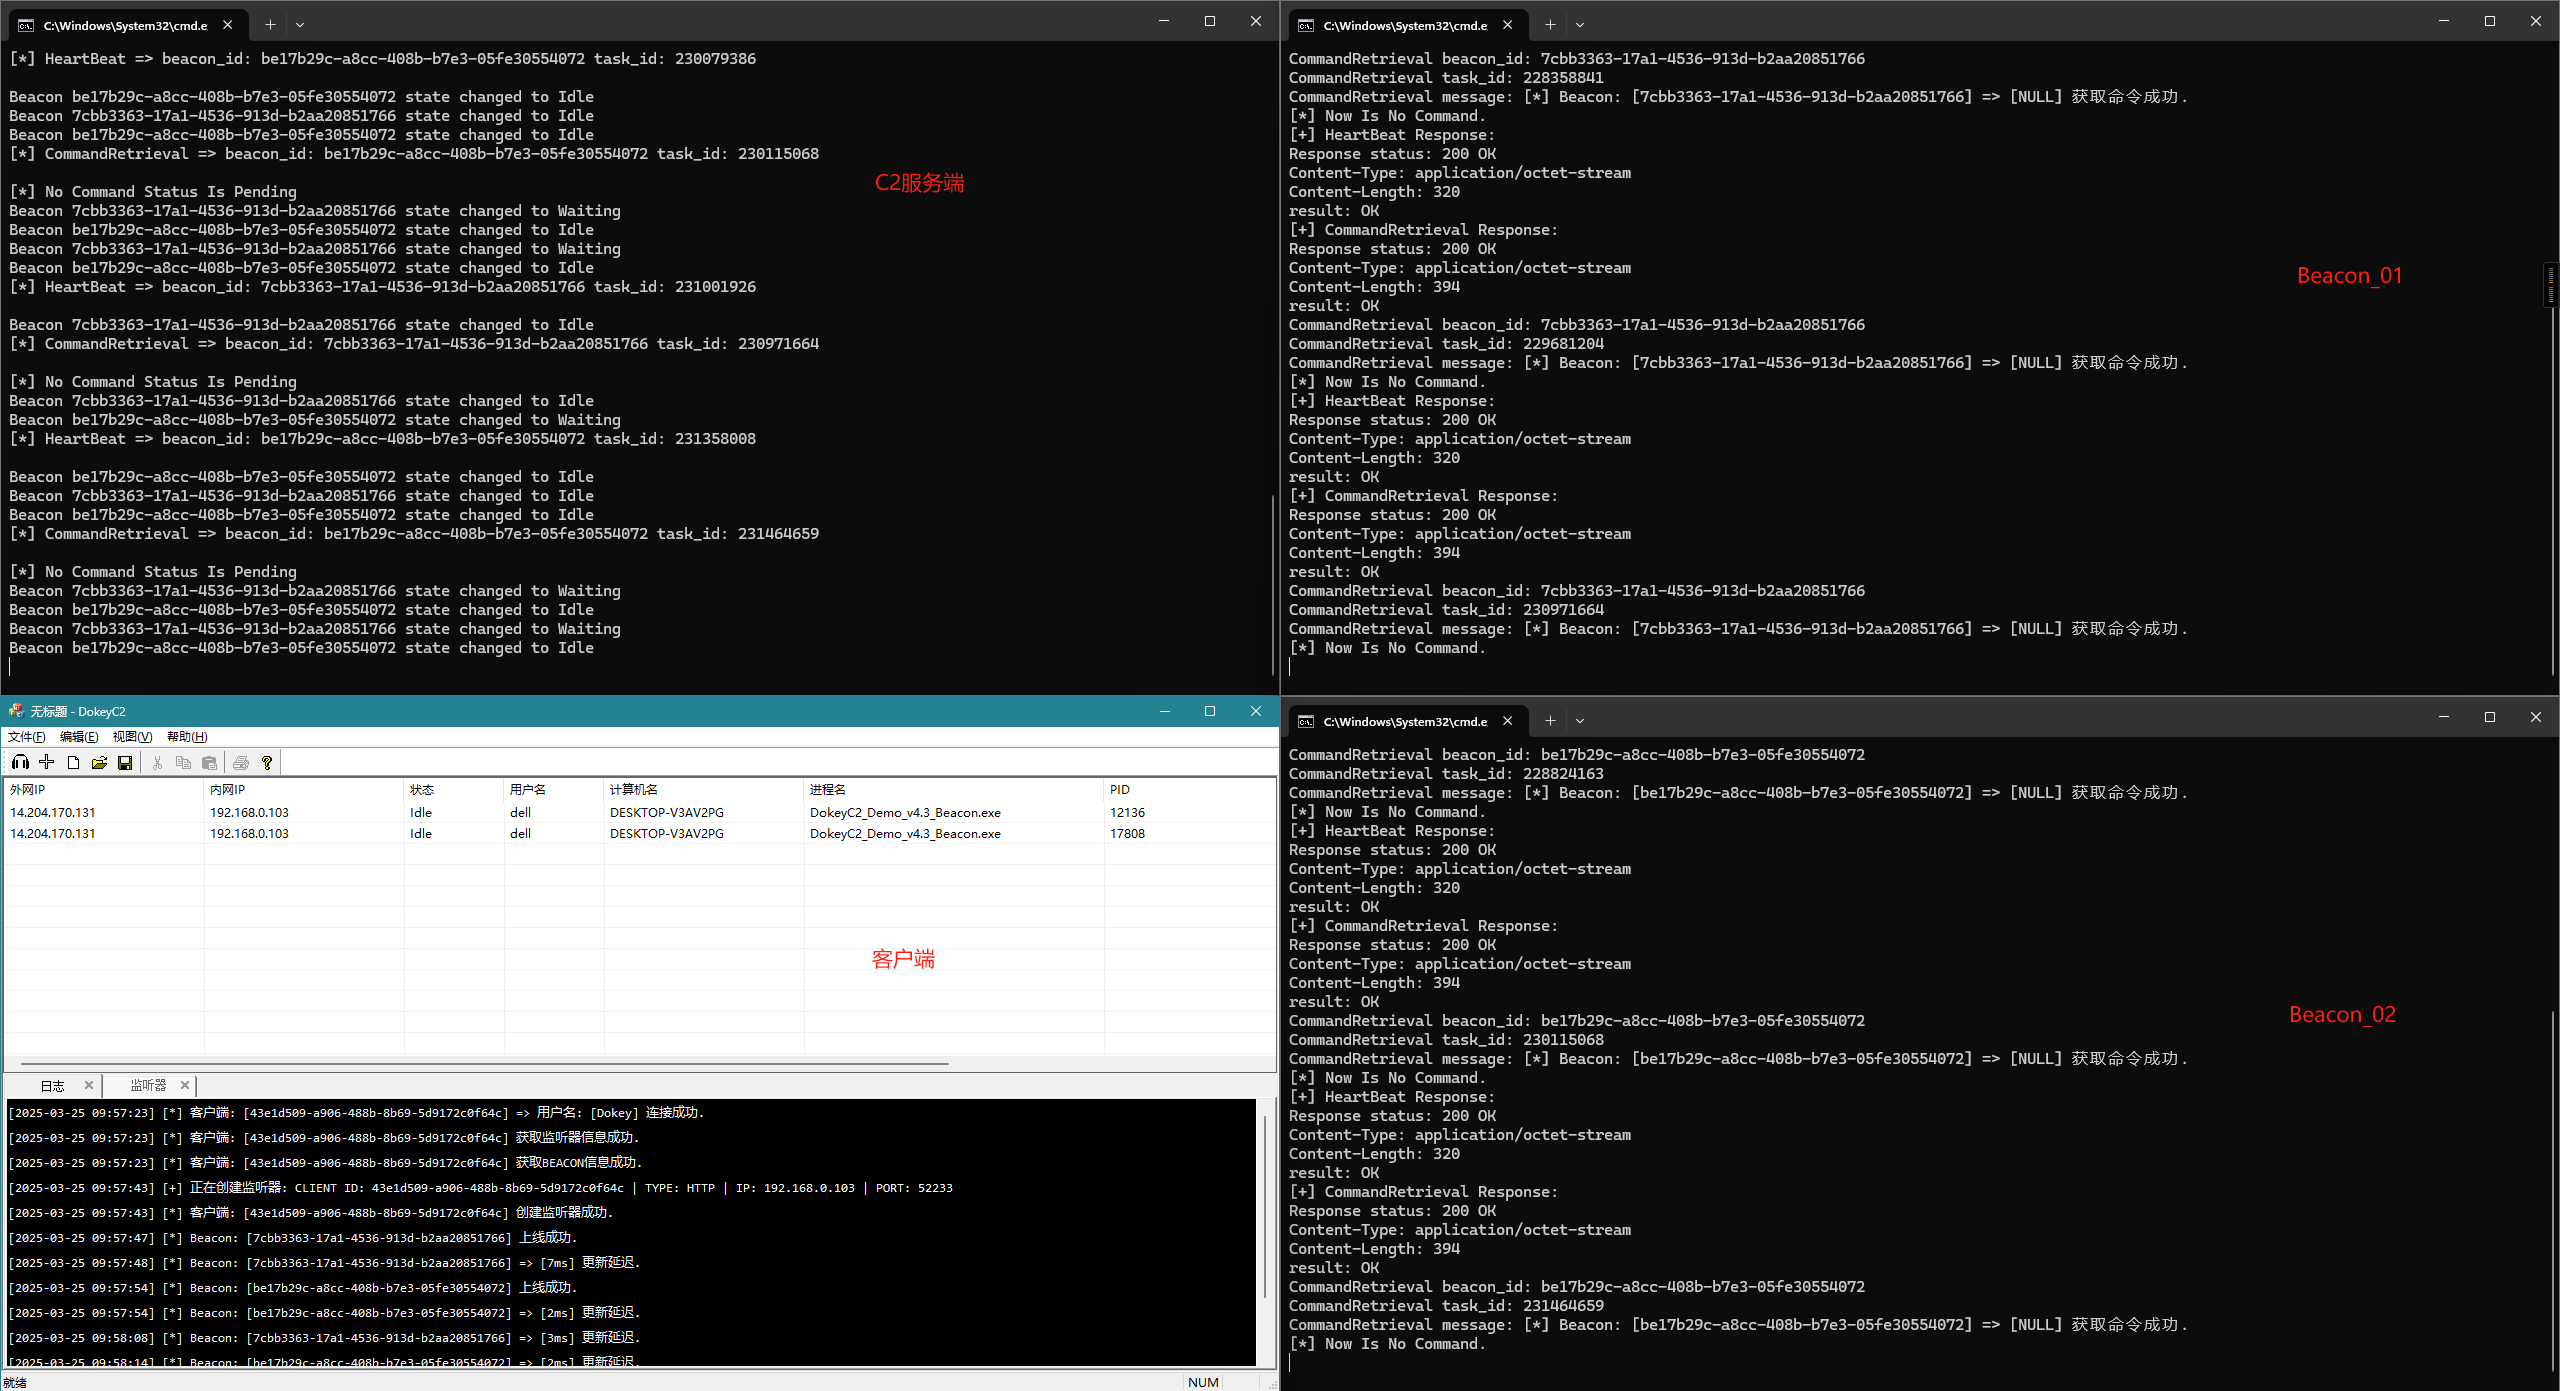 C:\Windows\System32\cmd.e
[*] HeartBeat => beacon_id: be17b29c-a8cc-408b-b7e3-05fe30554072 task_id: 230079386
Beacon be17b29c-a8cc-408b-b7e3-05fe30554072 state changed to Idle
Beacon 7cbb3363-17a1-4536-913d-b2aa20851766 state changed to Idle
Beacon be17b29c-a8cc-408b-b7e3-05fe30554072 state changed to Idle
[*] CommandRetrieval => beacon_id: be17b29c-a8cc-408b-b7e3-05fe30554072 task_id: 230115068
C2服务端
[*] No Command Status Is Pending
Beacon 7cbb3363-17a1-4536-913d-b2aa20851766 state changed to Waiting
Beacon be17b29c-a8cc-408b-b7e3-05fe30554072 state changed to Idle
Beacon 7cbb3363-17a1-4536-913d-b2aa20851766 state changed to Waiting
Beacon be17b29c-a8cc-408b-b7e3-05fe30554072 state changed to Idle
[*] HeartBeat => beacon_id: 7cbb3363-17a1-4536-913d-b2aa20851766 task_id: 231001926
Beacon 7cbb3363-17a1-4536-913d-b2aa20851766 state changed to Idle
[*] CommandRetrieval => beacon_id: 7cbb3363-17a1-4536-913d-b2aa20851766 task_id: 230971664
[*] No Command Status Is Pending
Beacon 7cbb3363-17a1-4536-913d-b2aa20851766 state changed to Idle
Beacon be17b29c-a8cc-408b-b7e3-05fe30554072 state changed to Waiting
[*] HeartBeat => beacon_id: be17b29c-a8cc-408b-b7e3-05fe30554072 task_id: 231358008
Beacon be17b29c-a8cc-408b-b7e3-05fe30554072 state changed to Idle
Beacon 7cbb3363-17a1-4536-913d-b2aa20851766 state changed to Idle
Beacon be17b29c-a8cc-408b-b7e3-05fe30554072 state changed to Idle
[*] CommandRetrieval => beacon_id: be17b29c-a8cc-408b-b7e3-05fe30554072 task_id: 231464659
[*] No Command Status Is Pending
Beacon 7cbb3363-17a1-4536-913d-b2aa20851766 state changed to Waiting
Beacon be17b29c-a8cc-408b-b7e3-05fe30554072 state changed to Idle
Beacon 7cbb3363-17a1-4536-913d-b2aa20851766 state changed to Waiting
Beacon be17b29c-a8cc-408b-b7e3-05fe30554072 state changed to Idle
C:\Windows\System32\cmd.e
CommandRetrieval beacon_id: 7cbb3363-17a1-4536-913d-b2aa20851766
CommandRetrieval task_id: 228358841
CommandRetrieval message: [*] Beacon: [7cbb3363-17a1-4536-913d-b2aa20851766] => [NULL] 获取命令成功.
[*] Now Is No Command.
[+] HeartBeat Response:
Response status: 200 OK
Content-Type: application/octet-stream
Content-Length: 320
result: OK
[+] CommandRetrieval Response:
Response status: 200 OK
Content-Type: application/octet-stream
Beacon_01
Content-Length: 394
result: OK
CommandRetrieval beacon_id: 7cbb3363-17a1-4536-913d-b2aa20851766
CommandRetrieval task_id: 229681204
CommandRetrieval message: [*] Beacon: [7cbb3363-17a1-4536-913d-b2aa20851766] => [NULL] 获取命令成功.
[*] Now Is No Command.
[+] HeartBeat Response:
Response status: 200 OK
Content-Type: application/octet-stream
Content-Length: 320
result: OK
[+] CommandRetrieval Response:
Response status: 200 OK
Content-Type: application/octet-stream
Content-Length: 394
result: OK
CommandRetrieval beacon_id: 7cbb3363-17a1-4536-913d-b2aa20851766
CommandRetrieval task_id: 230971664
CommandRetrieval message: [*] Beacon: [7cbb3363-17a1-4536-913d-b2aa20851766] => [NULL] 获取命令成功.
[*] Now Is No Command.
无标题 - DokeyC2
文件(F) 编辑(E) 视图(V) 帮助(H)
外网IP 内网IP 状态 用户名 计算机名 进程名 PID
14.204.170.131 192.168.0.103 Idle dell DESKTOP-V3AV2PG DokeyC2_Demo_v4.3_Beacon.exe 12136
14.204.170.131 192.168.0.103 Idle dell DESKTOP-V3AV2PG DokeyC2_Demo_v4.3_Beacon.exe 17808
客户端
日志 监听器
[2025-03-25 09:57:23] [*] 客户端: [43e1d509-a906-488b-8b69-5d9172c0f64c] => 用户名: [Dokey] 连接成功.
[2025-03-25 09:57:23] [*] 客户端: [43e1d509-a906-488b-8b69-5d9172c0f64c] 获取监听器信息成功.
[2025-03-25 09:57:23] [*] 客户端: [43e1d509-a906-488b-8b69-5d9172c0f64c] 获取BEACON信息成功.
[2025-03-25 09:57:43] [+] 正在创建监听器: CLIENT ID: 43e1d509-a906-488b-8b69-5d9172c0f64c | TYPE: HTTP | IP: 192.168.0.103 | PORT: 52233
[2025-03-25 09:57:43] [*] 客户端: [43e1d509-a906-488b-8b69-5d9172c0f64c] 创建监听器成功.
[2025-03-25 09:57:47] [*] Beacon: [7cbb3363-17a1-4536-913d-b2aa20851766] 上线成功.
[2025-03-25 09:57:48] [*] Beacon: [7cbb3363-17a1-4536-913d-b2aa20851766] => [7ms] 更新延迟.
[2025-03-25 09:57:54] [*] Beacon: [be17b29c-a8cc-408b-b7e3-05fe30554072] 上线成功.
[2025-03-25 09:57:54] [*] Beacon: [be17b29c-a8cc-408b-b7e3-05fe30554072] => [2ms] 更新延迟.
[2025-03-25 09:58:08] [*] Beacon: [7cbb3363-17a1-4536-913d-b2aa20851766] => [3ms] 更新延迟.
[2025-03-25 09:58:14] [*] Beacon: [be17b29c-a8cc-408b-b7e3-05fe30554072] => [2ms] 更新延迟.
就绪 NUM
C:\Windows\System32\cmd.e
CommandRetrieval beacon_id: be17b29c-a8cc-408b-b7e3-05fe30554072
CommandRetrieval task_id: 228824163
CommandRetrieval message: [*] Beacon: [be17b29c-a8cc-408b-b7e3-05fe30554072] => [NULL] 获取命令成功.
[*] Now Is No Command.
[+] HeartBeat Response:
Response status: 200 OK
Content-Type: application/octet-stream
Content-Length: 320
result: OK
[+] CommandRetrieval Response:
Response status: 200 OK
Content-Type: application/octet-stream
Content-Length: 394
result: OK
Beacon_02
CommandRetrieval beacon_id: be17b29c-a8cc-408b-b7e3-05fe30554072
CommandRetrieval task_id: 230115068
CommandRetrieval message: [*] Beacon: [be17b29c-a8cc-408b-b7e3-05fe30554072] => [NULL] 获取命令成功.
[*] Now Is No Command.
[+] HeartBeat Response:
Response status: 200 OK
Content-Type: application/octet-stream
Content-Length: 320
result: OK
[+] CommandRetrieval Response:
Response status: 200 OK
Content-Type: application/octet-stream
Content-Length: 394
result: OK
CommandRetrieval beacon_id: be17b29c-a8cc-408b-b7e3-05fe30554072
CommandRetrieval task_id: 231464659
CommandRetrieval message: [*] Beacon: [be17b29c-a8cc-408b-b7e3-05fe30554072] => [NULL] 获取命令成功.
[*] Now Is No Command.